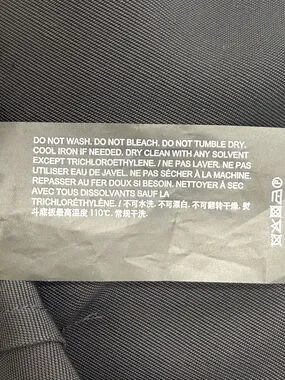 DO NOT WASH. DO NOT BLEACH. DO NOT TUMBLE DRY.
COOL IRON IF NEEDED. DRY CLEAN WITH ANY SOLVENT
EXCEPT TRICHLOROETHYLENE. / NE PAS LAVER. NE PAS
UTILISER EAU DE JAVEL. NE PAS SÉCHER À LA MACHINE.
REPASSER AU FER DOUX SI BESOIN. NETTOYER À SEC
AVEC TOUS DISSOLVANTS SAUF LA
TRICHLORÉTHYLÈNE. / 不可水洗. 不可漂白. 不可翻转干燥. 熨
斗底板最高温度 110℃. 常规干洗.